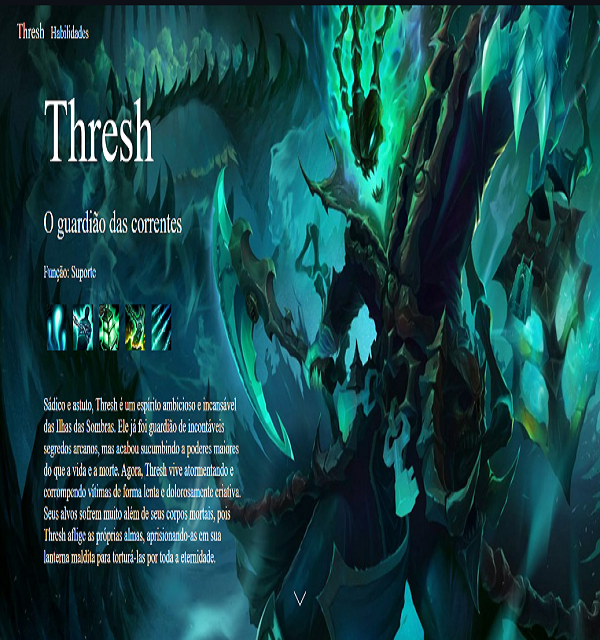 Thresh Habilidades
Thresh
O guardião das correntes
Função: Suporte
Sádico e astuto, Thresh é um espírito ambicioso e incansável
das Ilhas das Sombras. Ele já foi guardião de incontáveis
segredos arcanos, mas acabou sucumbindo a poderes maiores
do que a vida e a morte. Agora, Thresh vive atormentando e
corrompendo vítimas de forma lenta e dolorosamente criativa.
Seus alvos sofrem muito além de seus corpos mortais, pois
Thresh aflige as próprias almas, aprisionando-as em sua
lanterna maldita para torturá-las por toda a eternidade.